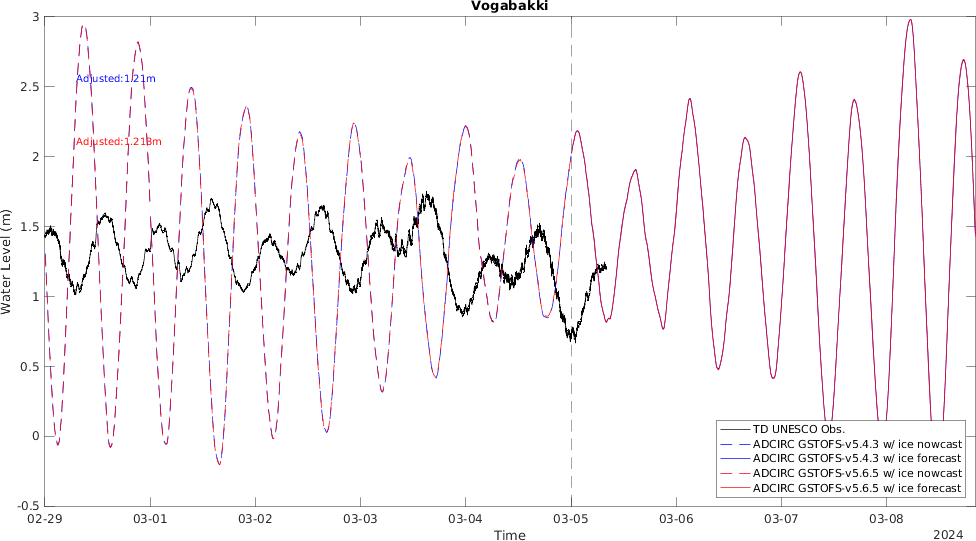 Vogabakki
3
2.5
2
1.5
1
0.5
0
-0.5
Water Level (m)
Adjusted:1.21m
Adjusted:1.213m
TD UNESCO Obs.
ADCIRC GSTOFS-v5.4.3 w/ ice nowcast
ADCIRC GSTOFS-v5.4.3 w/ ice forecast
ADCIRC GSTOFS-v5.6.5 w/ ice nowcast
ADCIRC GSTOFS-v5.6.5 w/ ice forecast
02-29 03-01 03-02 03-03 03-04 03-05 03-06 03-07 03-08
Time
2024